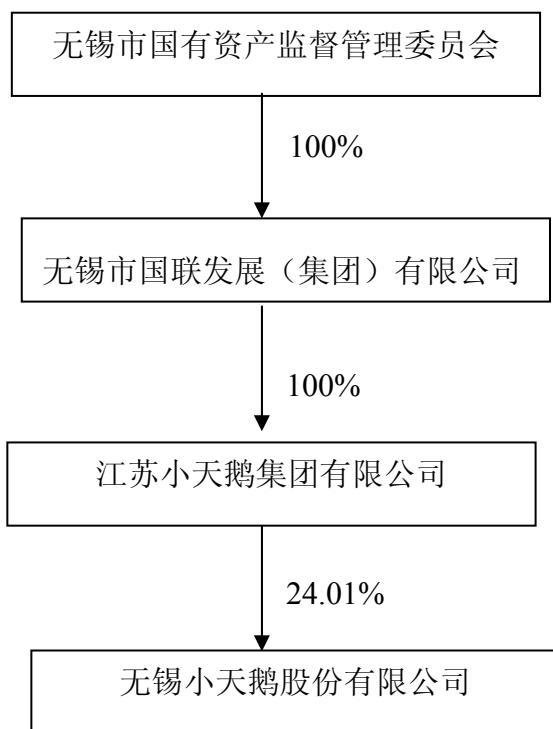 无锡市国有资产监督管理委员会
100%
无锡市国联发展（集团）有限公司
100%
江苏小天鹅集团有限公司
24.01%
无锡小天鹅股份有限公司